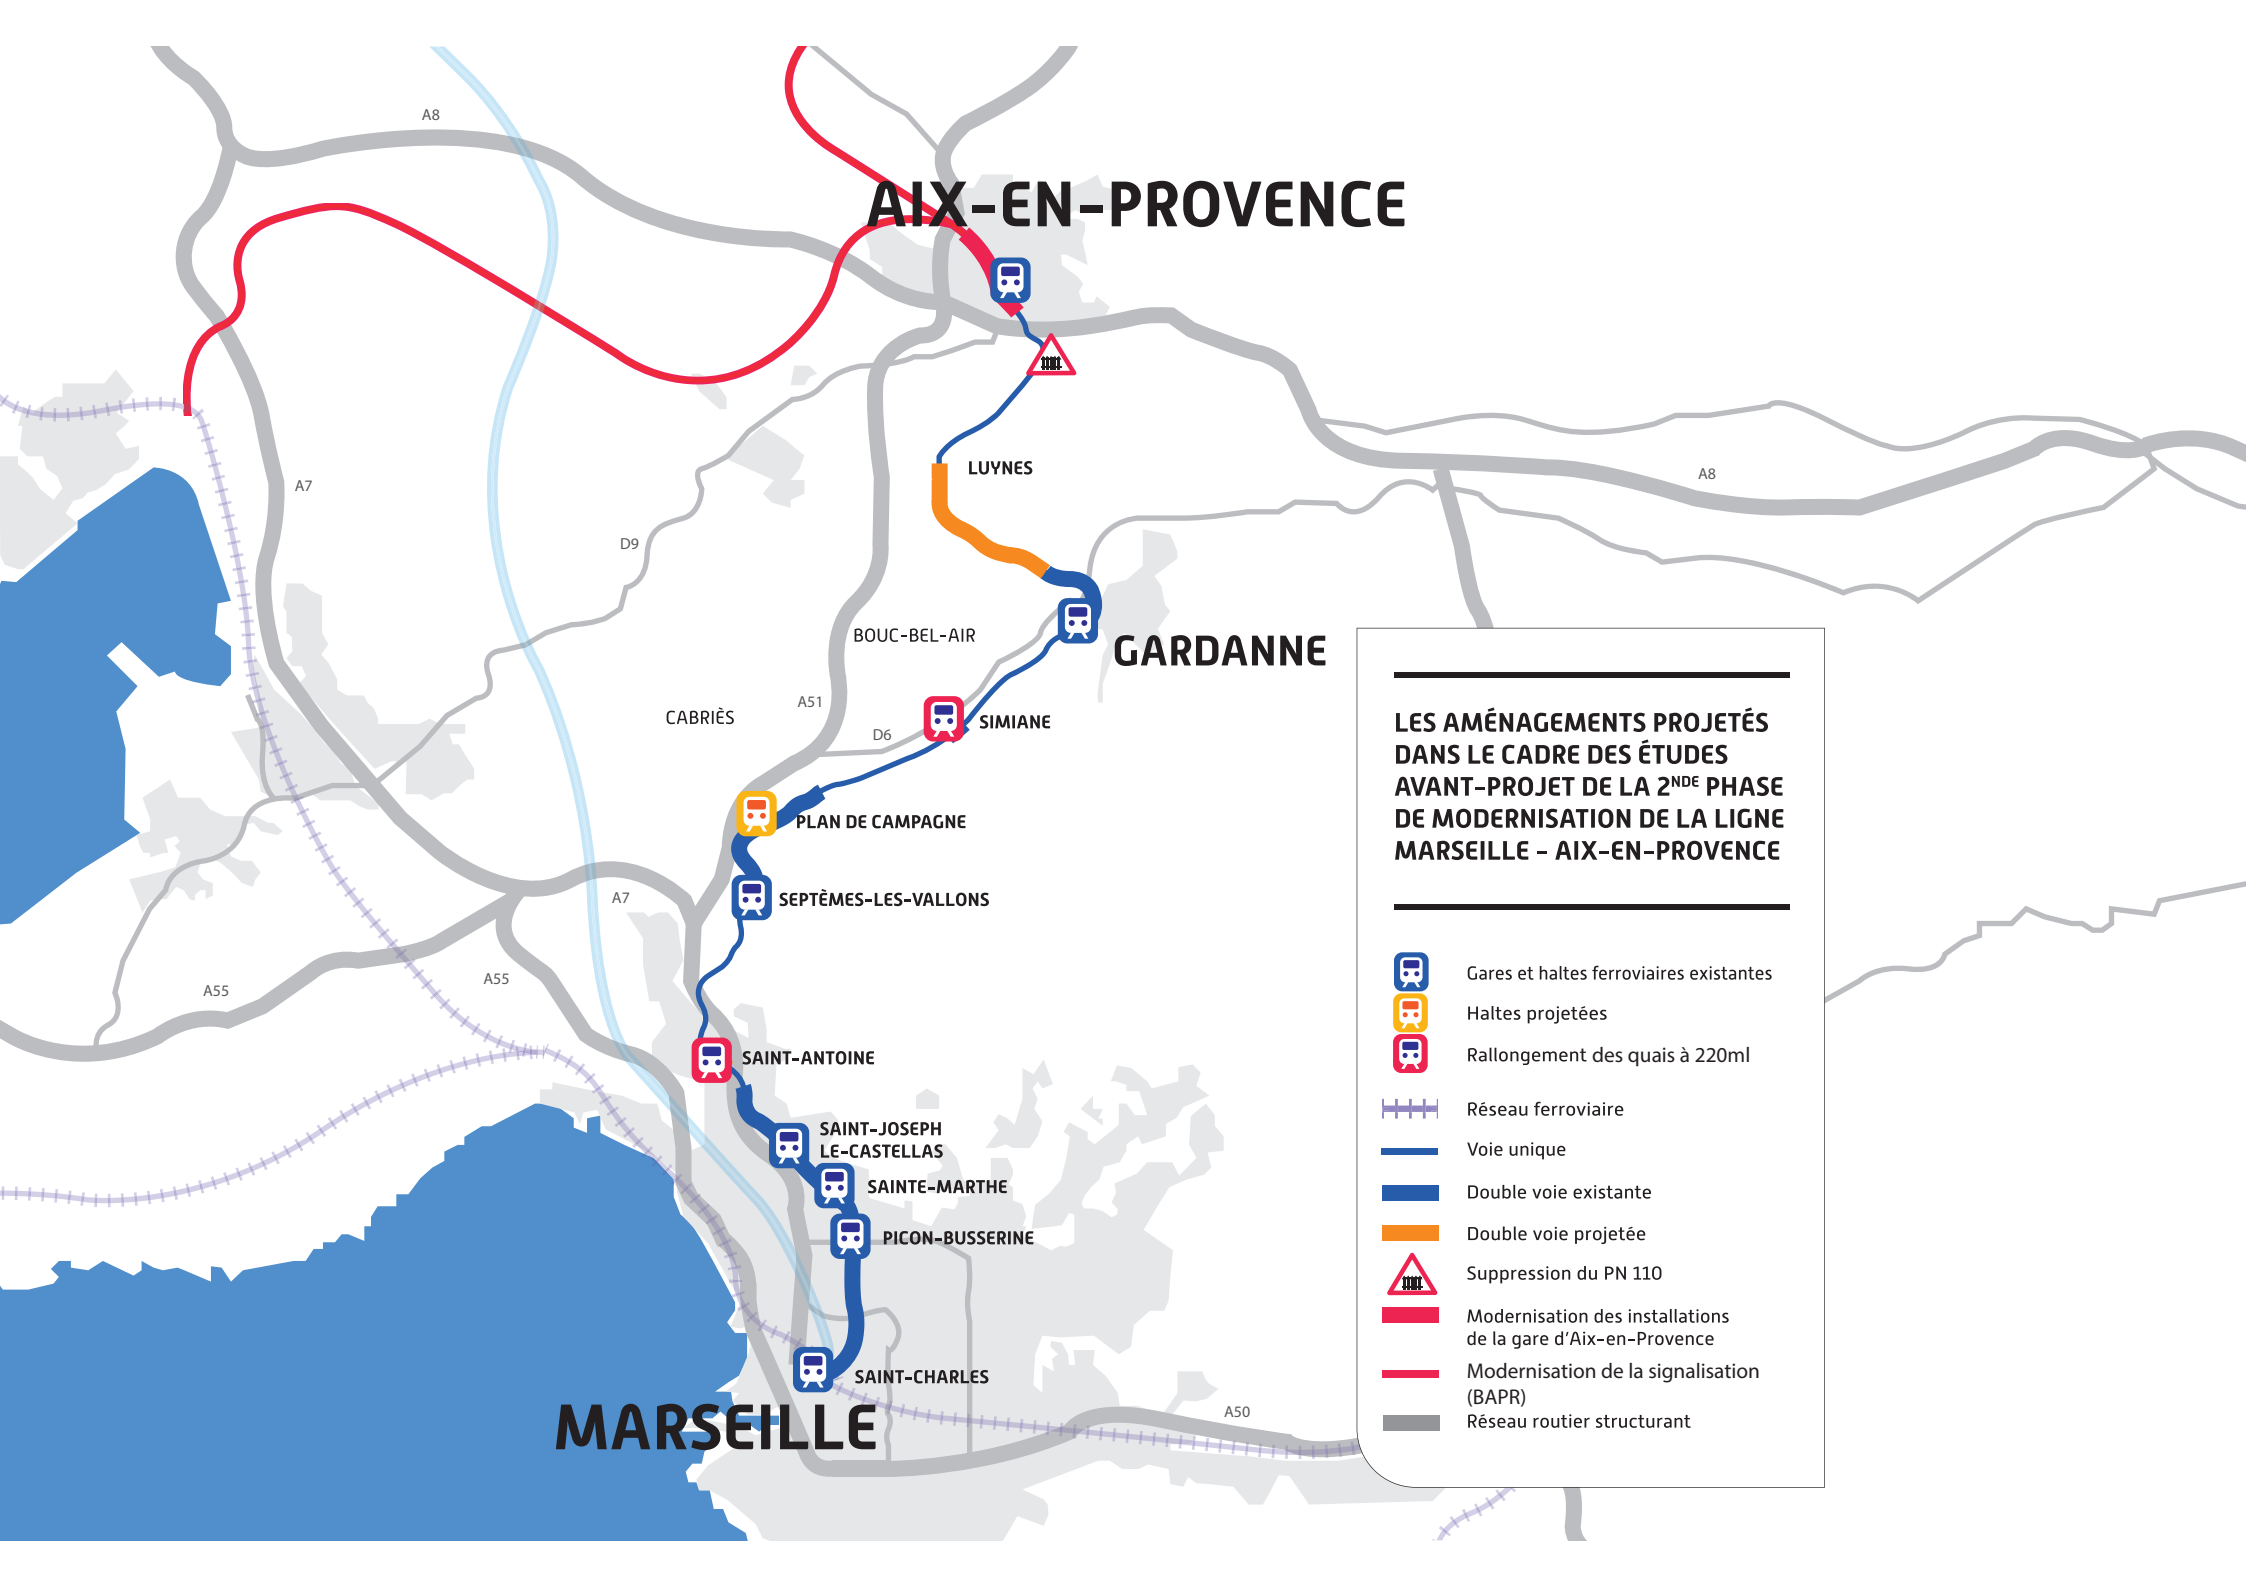 A8
AIX-EN-PROVENCE
LUYNES
A8
A7
D9
BOUC-BEL-AIR
GARDANNE
A51
CABRIÈS
D6
SIMIANE
PLAN DE CAMPAGNE
SEPTÈMES-LES-VALLONS
A7
A55
A55
SAINT-ANTOINE
SAINT-JOSEPH
LE-CASTELLAS
SAINTE-MARTHE
PICON-BUSSERINE
SAINT-CHARLES
MARSEILLE
A50
LES AMÉNAGEMENTS PROJETÉS
DANS LE CADRE DES ÉTUDES
AVANT-PROJET DE LA 2NDE PHASE
DE MODERNISATION DE LA LIGNE
MARSEILLE - AIX-EN-PROVENCE
Gares et haltes ferroviaires existantes
Haltes projetées
Rallongement des quais à 220ml
Réseau ferroviaire
Voie unique
Double voie existante
Double voie projetée
Suppression du PN 110
Modernisation des installations
de la gare d'Aix-en-Provence
Modernisation de la signalisation
(BAPR)
Réseau routier structurant